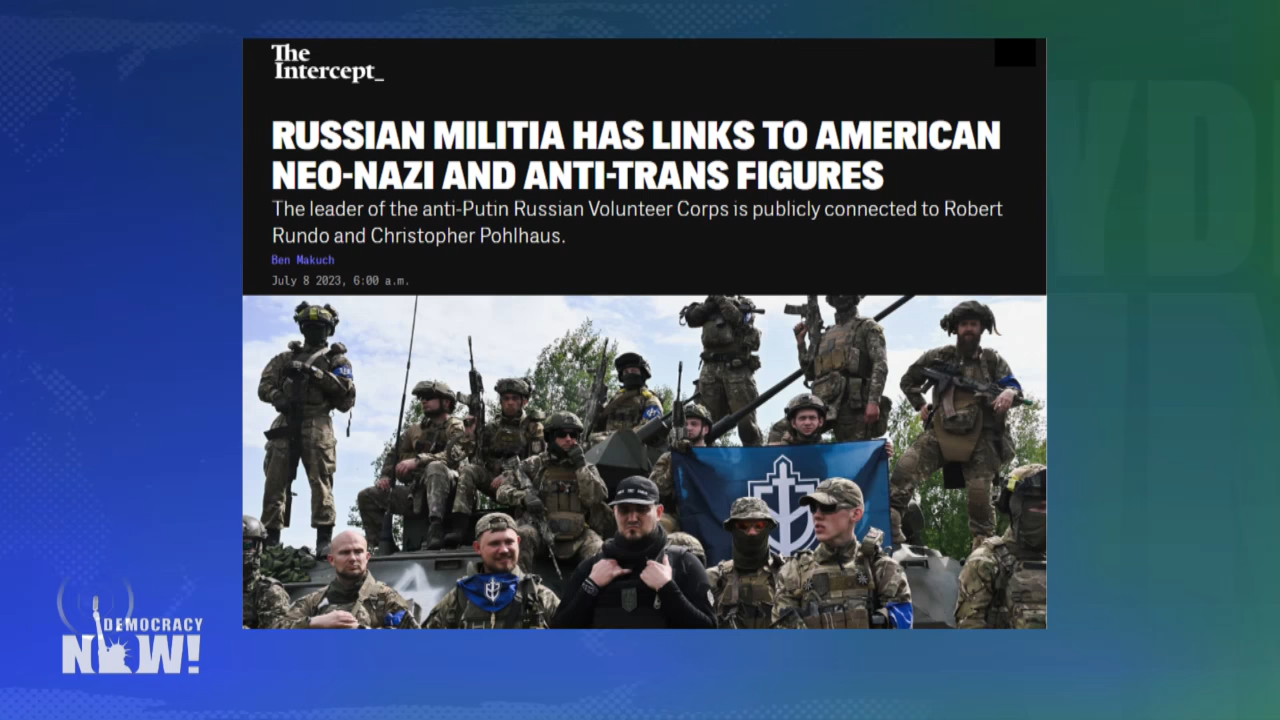 The
Intercept_
RUSSIAN MILITIA HAS LINKS TO AMERICAN
NEO-NAZI AND ANTI-TRANS FIGURES
The leader of the anti-Putin Russian Volunteer Corps is publicly connected to Robert
Rundo and Christopher Pohlhaus.
Ben Makuch
July 8 2023, 6:00 a.m.
DEMOCRACY
NOW!